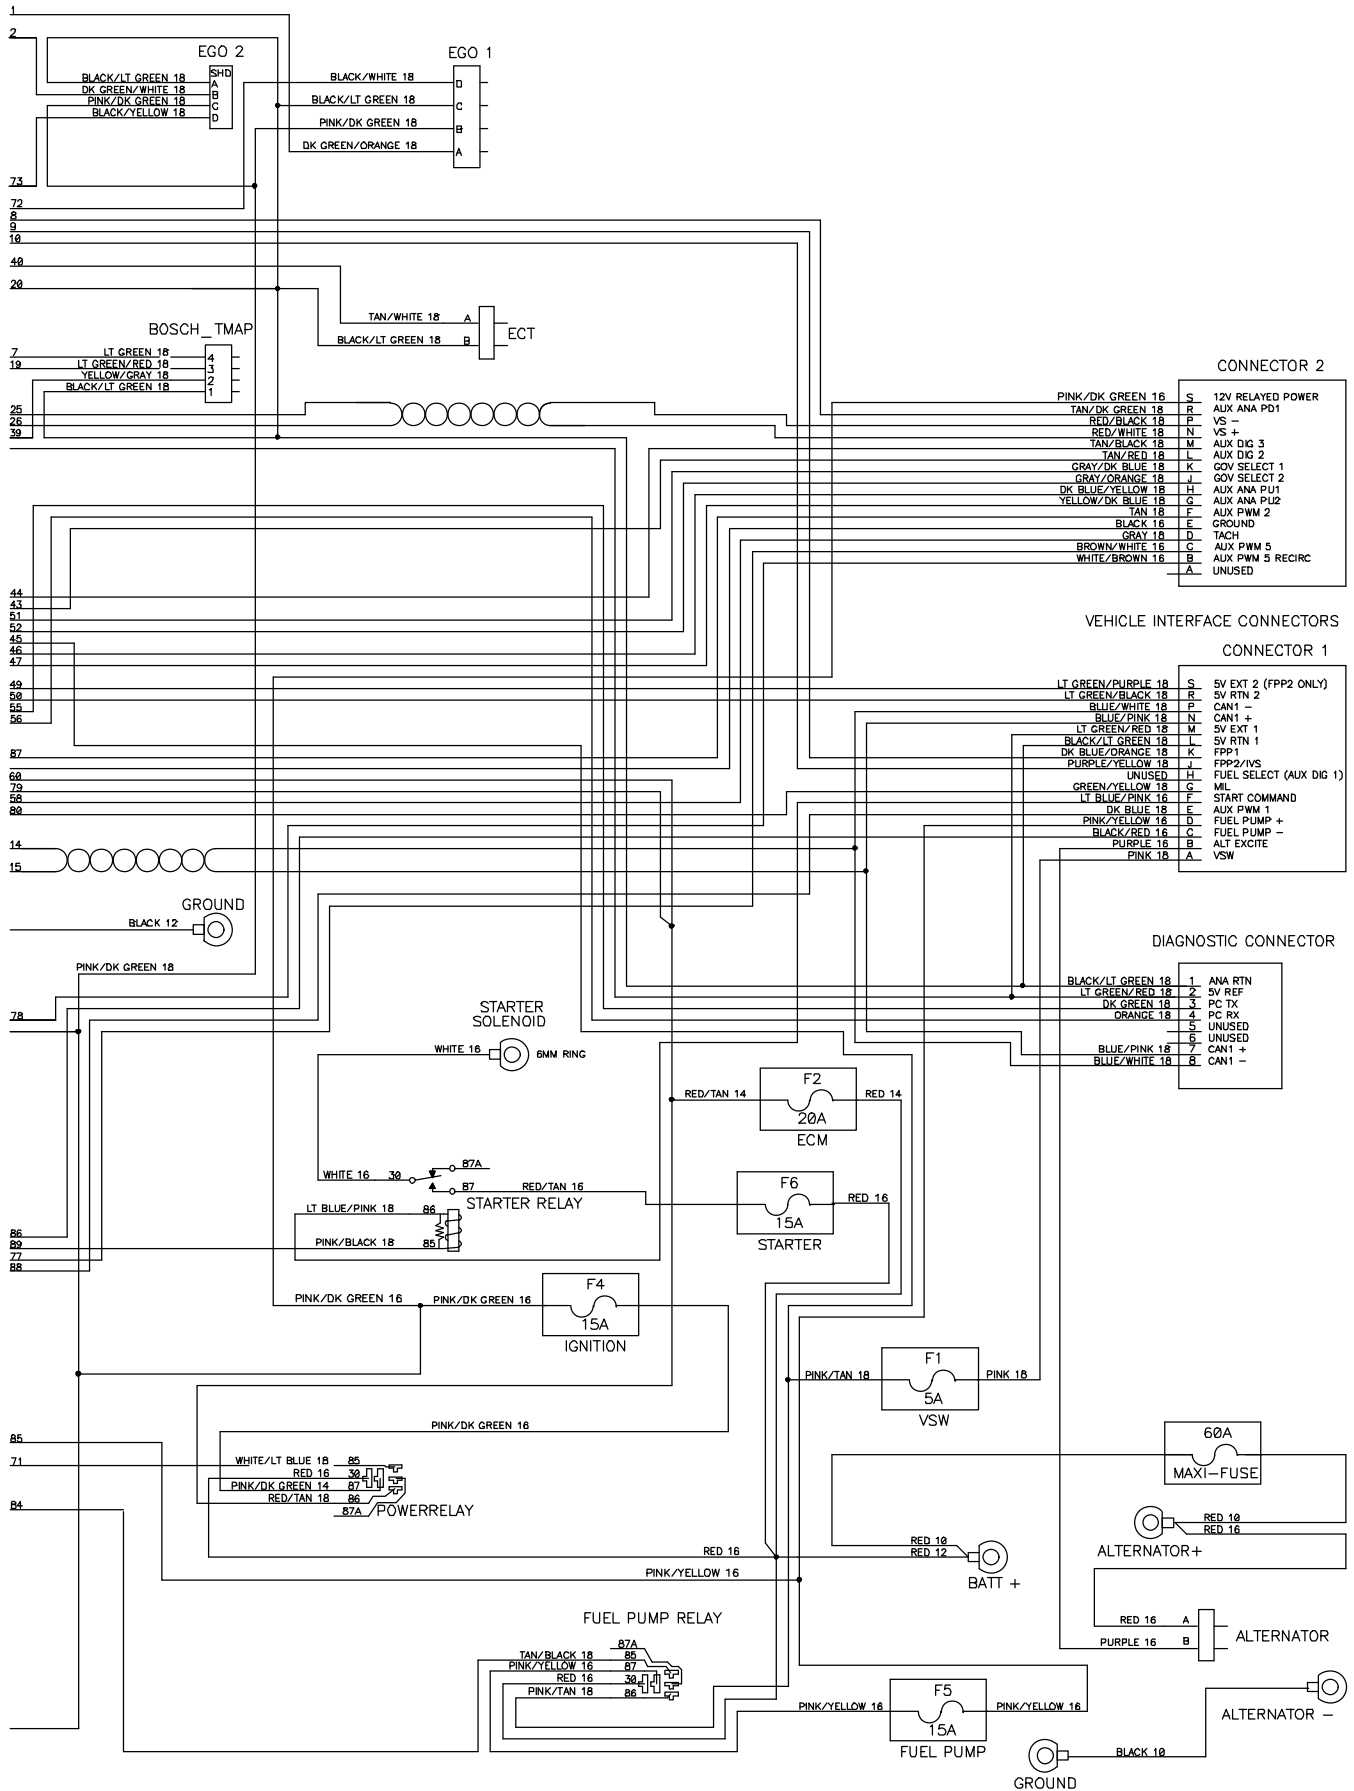 1
2
EGO 2
EGO 1
SHD
BLACK/LT GREEN 18 A
DK GREEN/WHITE 18 B
PINK/DK GREEN 18 C
BLACK/YELLOW 18 D
BLACK/WHITE 18 D
BLACK/LT GREEN 18 C
PINK/DK GREEN 18 B
DK GREEN/ORANGE 18 A
73
72
8
9
10
40
20
TAN/WHITE 18 A
BLACK/LT GREEN 18 B
ECT
BOSCH_TMAP
7 LT GREEN 18 4
19 LT GREEN/RED 18 3
YELLOW/GRAY 18 2
BLACK/LT GREEN 18 1
25
26
39
CONNECTOR 2
PINK/DK GREEN 16 S 12V RELAYED POWER
TAN/DK GREEN 18 R AUX ANA PD1
RED/BLACK 18 P VS -
RED/WHITE 18 N VS +
TAN/BLACK 18 M AUX DIG 3
TAN/RED 18 L AUX DIG 2
GRAY/DK BLUE 18 K GOV SELECT 1
GRAY/ORANGE 18 J GOV SELECT 2
DK BLUE/YELLOW 18 H AUX ANA PU1
YELLOW/DK BLUE 18 G AUX ANA PU2
TAN 18 F AUX PWM 2
BLACK 16 E GROUND
GRAY 18 D TACH
BROWN/WHITE 16 C AUX PWM 5
WHITE/BROWN 16 B AUX PWM 5 RECIRC
A UNUSED
44
43
51
52
45
46
47
VEHICLE INTERFACE CONNECTORS
CONNECTOR 1
49
50
55
56
87
60
79
58
80
14
15
LT GREEN/PURPLE 18 S 5V EXT 2 (FPP2 ONLY)
LT GREEN/BLACK 18 R 5V RTN 2
BLUE/WHITE 18 P CAN1 -
BLUE/PINK 18 N CAN1 +
LT GREEN/RED 18 M 5V EXT 1
BLACK/LT GREEN 18 L 5V RTN 1
DK BLUE/ORANGE 18 K FPP1
PURPLE/YELLOW 18 J FPP2/IVS
UNUSED H FUEL SELECT (AUX DIG 1)
GREEN/YELLOW 18 G MIL
LT BLUE/PINK 16 F START COMMAND
DK BLUE 18 E AUX PWM 1
PINK/YELLOW 16 D FUEL PUMP +
BLACK/RED 16 C FUEL PUMP -
PURPLE 16 B ALT EXCITE
PINK 18 A VSW
GROUND
BLACK 12
PINK/DK GREEN 18
DIAGNOSTIC CONNECTOR
BLACK/LT GREEN 18 1 ANA RTN
LT GREEN/RED 18 2 5V REF
DK GREEN 18 3 PC TX
ORANGE 18 4 PC RX
5 UNUSED
6 UNUSED
BLUE/PINK 18 7 CAN1 +
BLUE/WHITE 18 8 CAN1 -
78
STARTER
SOLENOID
WHITE 16
6MM RING
F2
RED/TAN 14
RED 14
20A
ECM
87A
WHITE 16 30
87
RED/TAN 16
STARTER RELAY
F6
RED 16
15A
STARTER
LT BLUE/PINK 18 86
PINK/BLACK 18 85
86
89
77
88
F4
PINK/DK GREEN 16
PINK/DK GREEN 16
15A
IGNITION
F1
PINK/TAN 18
PINK 18
5A
VSW
PINK/DK GREEN 16
85
71
84
WHITE/LT BLUE 18 85
RED 16 30
PINK/DK GREEN 14 87
RED/TAN 18 86
87A
POWERRELAY
60A
MAXI-FUSE
RED 10
RED 16
ALTERNATOR+
RED 16
RED 10
RED 12
BATT +
PINK/YELLOW 16
FUEL PUMP RELAY
87A
TAN/BLACK 18 85
PINK/YELLOW 16 87
RED 16 30
PINK/TAN 18 86
RED 16 A
PURPLE 16 B
ALTERNATOR
F5
PINK/YELLOW 16
PINK/YELLOW 16
15A
FUEL PUMP
ALTERNATOR -
BLACK 10
GROUND